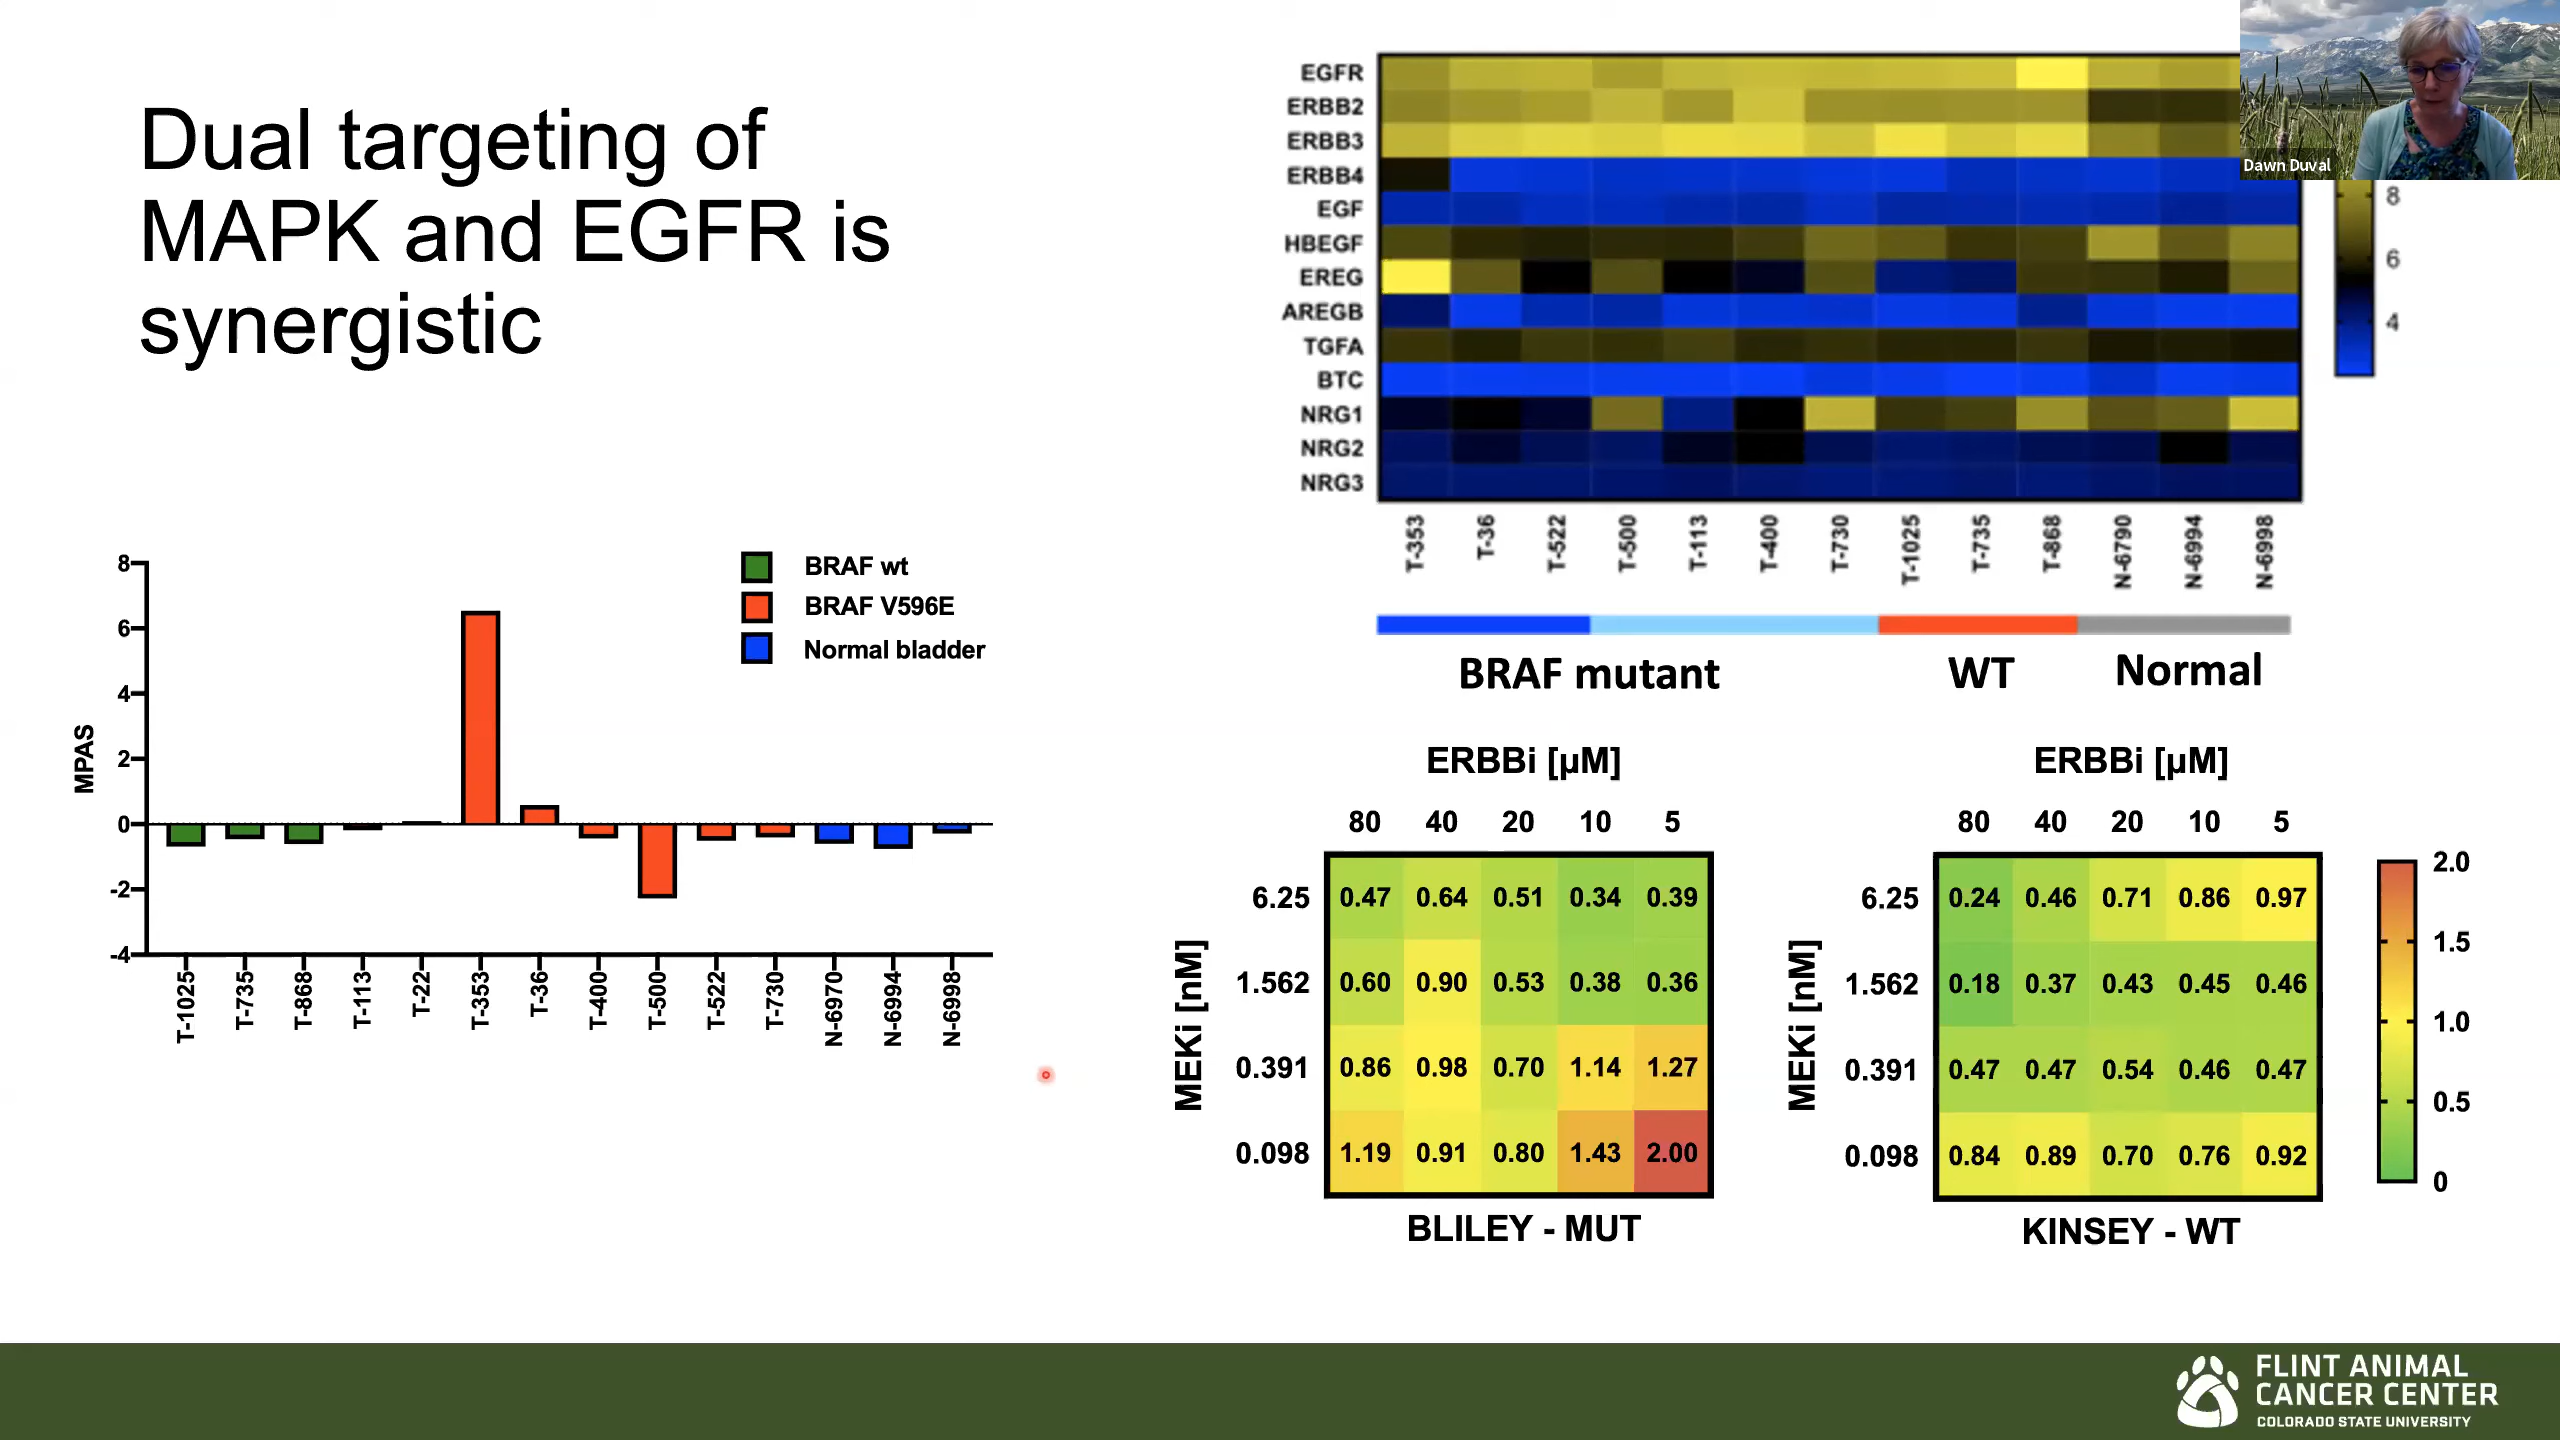 Dual targeting of
MAPK and EGFR is
synergistic
8
6
4
2
0
-2
-4
MPAS
BRAF wt
BRAF V596E
Normal bladder
T-1025
T-735
T-868
T-113
T-22
T-353
T-36
T-400
T-500
T-522
T-730
N-6970
N-6994
N-6998
EGFR
ERBB2
ERBB3
ERBB4
EGF
HBEGF
EREG
AREGB
TGFA
BTC
NRG1
NRG2
NRG3
T-353
T-36
T-522
T-500
T-113
T-400
T-730
T-1025
T-735
T-868
N-6790
N-6994
N-6998
8
6
4
BRAF mutant
WT
Normal
Dawn Duval
ERBBi [µM]
80 40 20 10 5
MEKi [nM]
6.25 0.47 0.64 0.51 0.34 0.39
1.562 0.60 0.90 0.53 0.38 0.36
0.391 0.86 0.98 0.70 1.14 1.27
0.098 1.19 0.91 0.80 1.43 2.00
BLILEY - MUT
ERBBi [µM]
80 40 20 10 5
MEKi [nM]
6.25 0.24 0.46 0.71 0.86 0.97
1.562 0.18 0.37 0.43 0.45 0.46
0.391 0.47 0.47 0.54 0.46 0.47
0.098 0.84 0.89 0.70 0.76 0.92
KINSEY - WT
2.0
1.5
1.0
0.5
0
FLINT ANIMAL
CANCER CENTER
COLORADO STATE UNIVERSITY